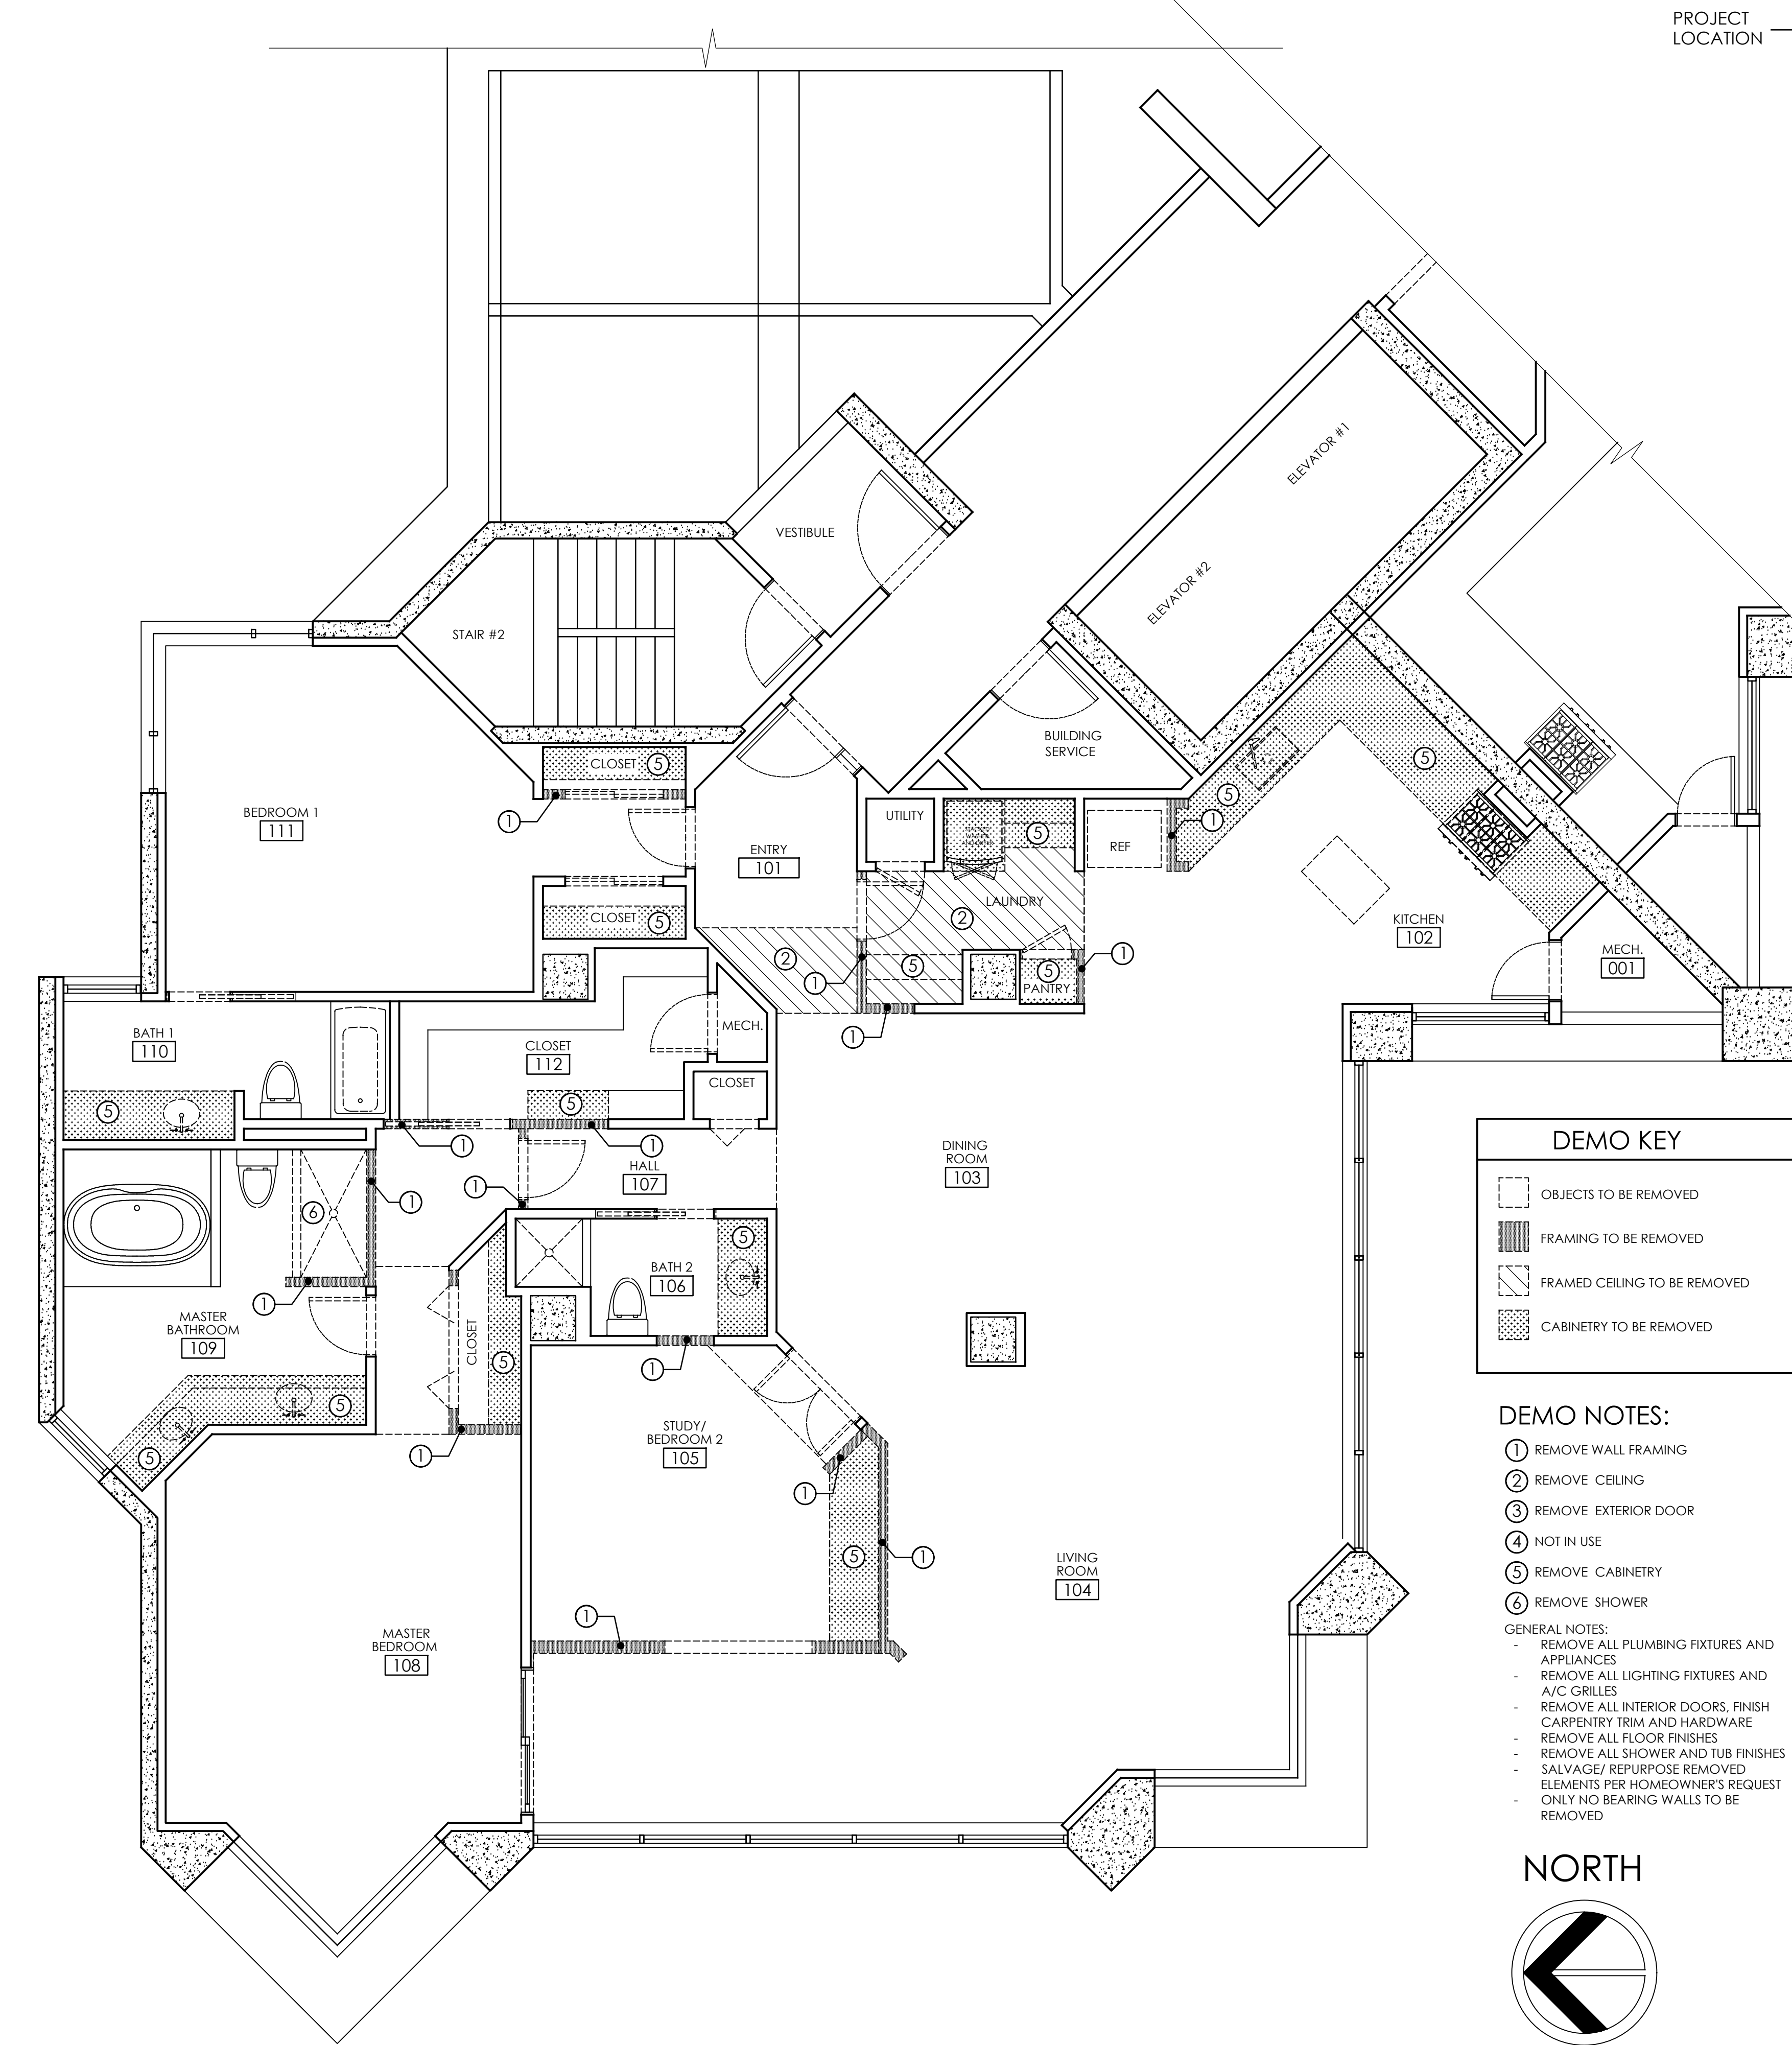 PROJECT
LOCATION
ELEVATOR #1
VESTIBULE
ELEVATOR #2
STAIR #2
BUILDING
SERVICE
CLOSET
5
5
5
1
BEDROOM 1
111
UTILITY
5
1
REF
ENTRY
101
LAUNDRY
2
CLOSET
5
KITCHEN
102
MECH.
001
2
1
5
5
PANTRY
1
MECH.
1
BATH 1
110
CLOSET
112
CLOSET
5
5
1
1
DINING
ROOM
103
HALL
107
1
1
6
5
BATH 2
106
1
MASTER
BATHROOM
109
CLOSET
5
1
5
5
1
STUDY/
BEDROOM 2
105
1
5
1
LIVING
ROOM
104
1
MASTER
BEDROOM
108
DEMO KEY
OBJECTS TO BE REMOVED
FRAMING TO BE REMOVED
FRAMED CEILING TO BE REMOVED
CABINETRY TO BE REMOVED
DEMO NOTES:
1 REMOVE WALL FRAMING
2 REMOVE CEILING
3 REMOVE EXTERIOR DOOR
4 NOT IN USE
5 REMOVE CABINETRY
6 REMOVE SHOWER
GENERAL NOTES:
- REMOVE ALL PLUMBING FIXTURES AND
APPLIANCES
- REMOVE ALL LIGHTING FIXTURES AND
A/C GRILLES
- REMOVE ALL INTERIOR DOORS, FINISH
CARPENTRY TRIM AND HARDWARE
- REMOVE ALL FLOOR FINISHES
- REMOVE ALL SHOWER AND TUB FINISHES
- SALVAGE/ REPURPOSE REMOVED
ELEMENTS PER HOMEOWNER'S REQUEST
- ONLY NO BEARING WALLS TO BE
REMOVED
NORTH